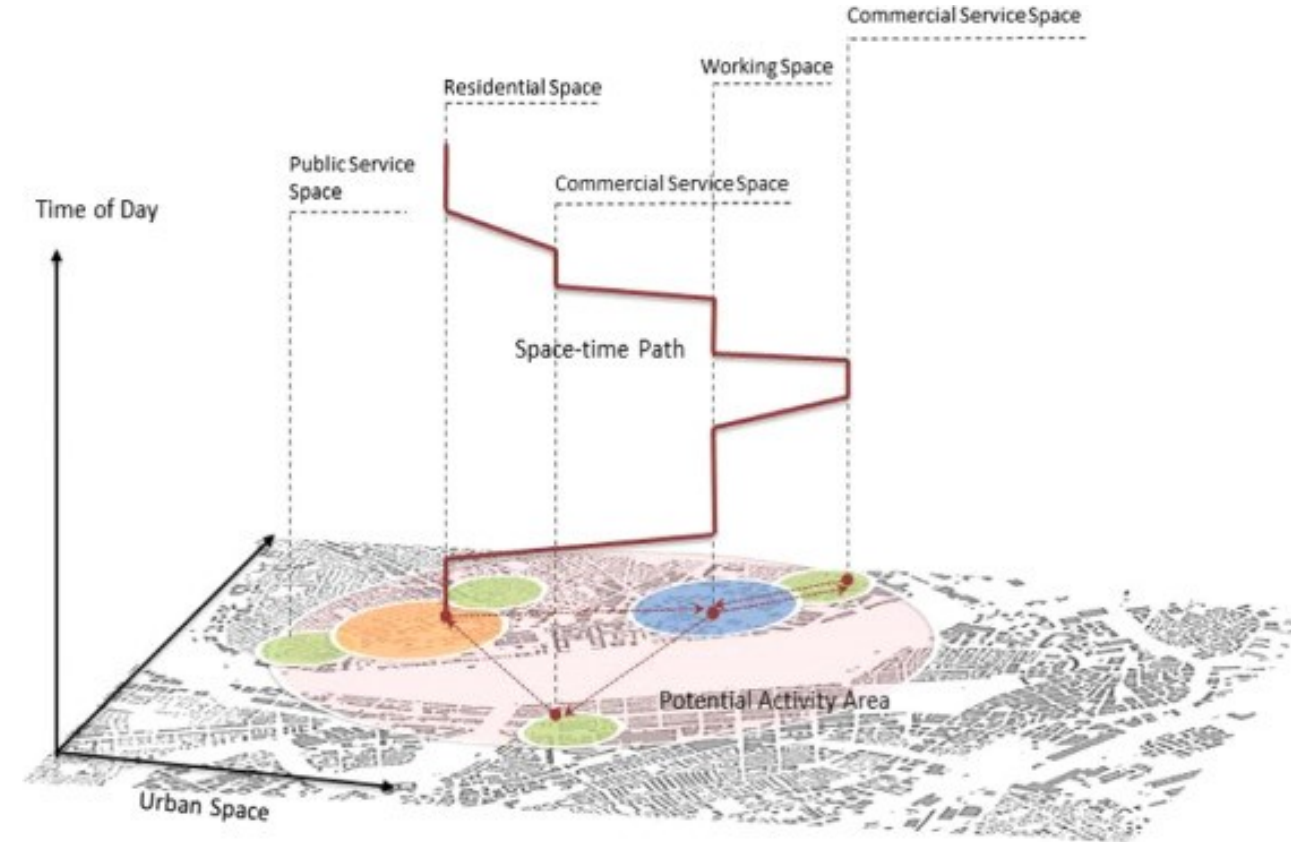 Commercial Service Space
Working Space
Residential Space
Public Service
Space
Commercial Service Space
Time of Day
Space-time Path
Potential Activity Area
Urban Space